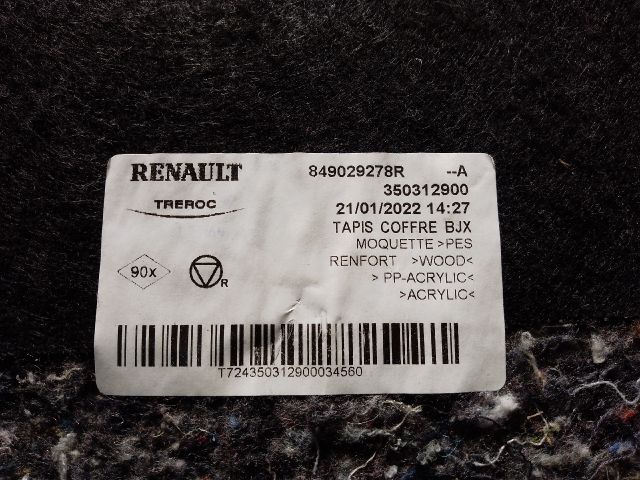 RENAULT 849029278R --A
TREROC 350312900
21/01/2022 14:27
TAPIS COFFRE BJX
MOQUETTE >PES
RENFORT >WOOD<
90x R > PP-ACRYLIC<
>ACRYLIC<
T724350312900034560